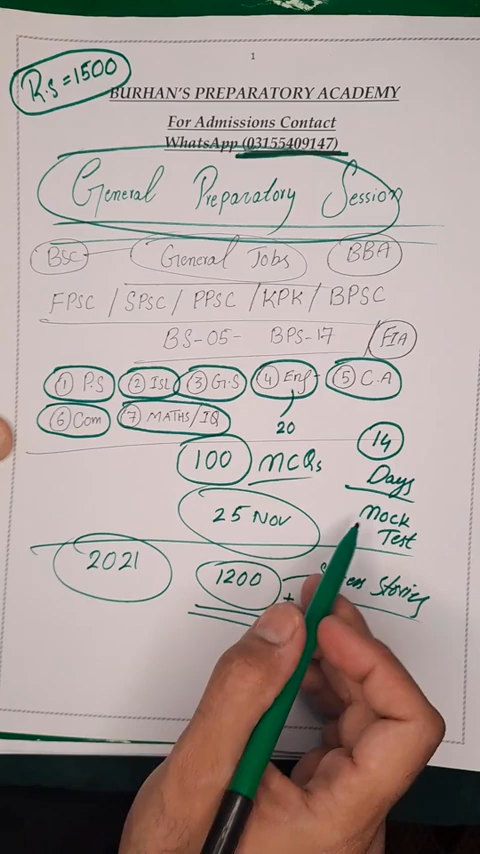 1
R.s = 1500
BURHAN'S PREPARATORY ACADEMY
For Admissions Contact
WhatsApp (03155409147)
General Preparatory Session
BSC General Jobs BBA
FPSC / SPSC / PPSC / KPK / BPSC
BS-05 - BPS-17 / FIA
① P.S ② ISL ③ G.S ④ Eng ⑤ C.A
⑥ Com ⑦ MATHS/IQ 20
100 MCQs 14
Days
25 Nov Mock
Test
2021 1200 Stories
+